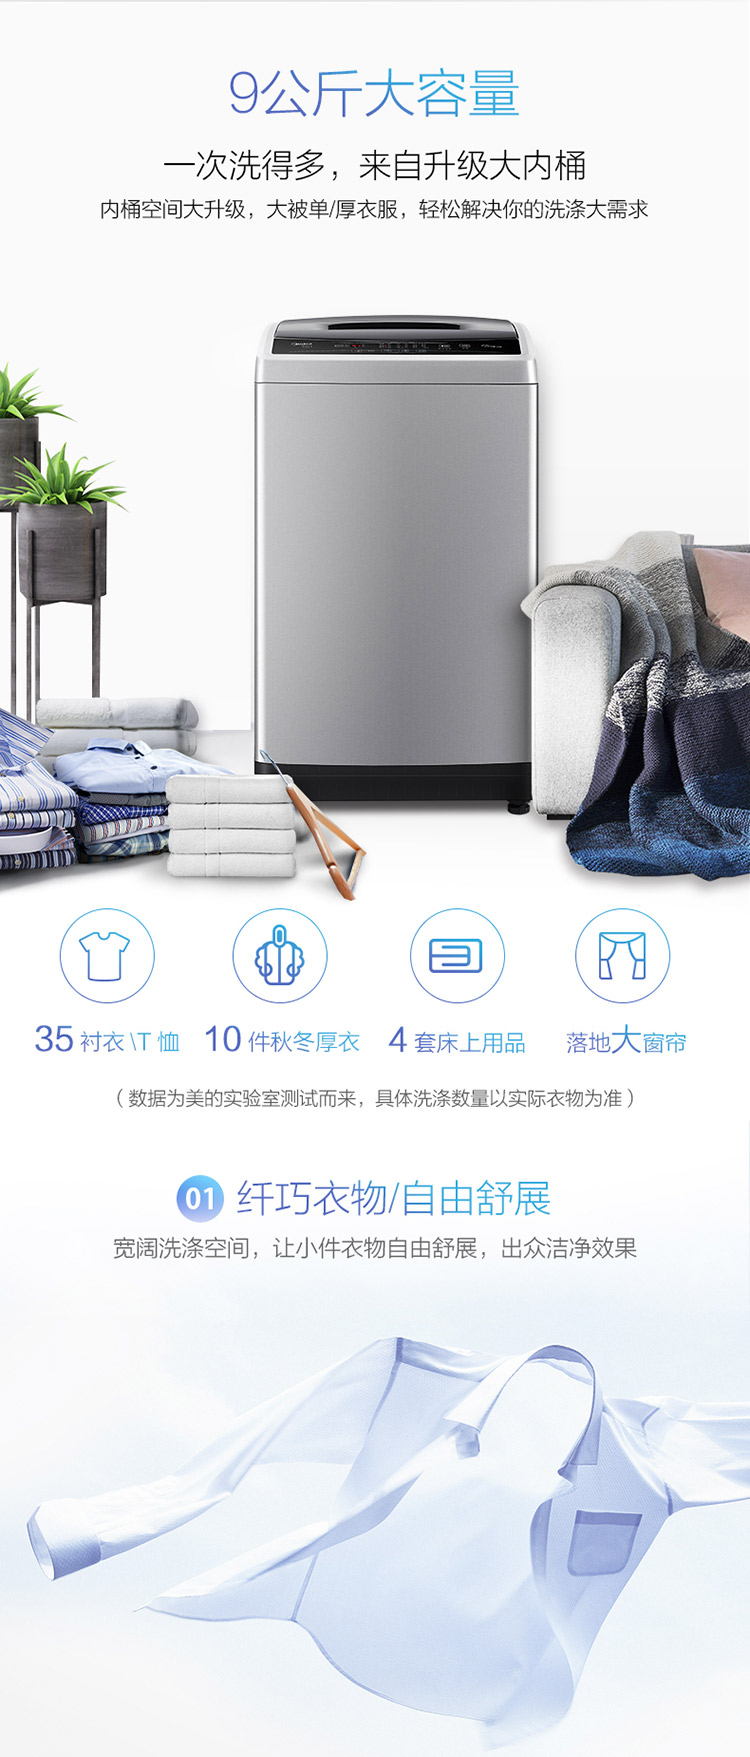 9公斤大容量
一次洗得多，来自升级大内桶
内桶空间大升级，大被单/厚衣服，轻松解决你的洗涤大需求
Midea
35 衬衣 \T 恤 10 件秋冬厚衣 4 套床上用品 落地大窗帘
（数据为美的实验室测试而来，具体洗涤数量以实际衣物为准）
01 纤巧衣物/自由舒展
宽阔洗涤空间，让小件衣物自由舒展，出众洁净效果